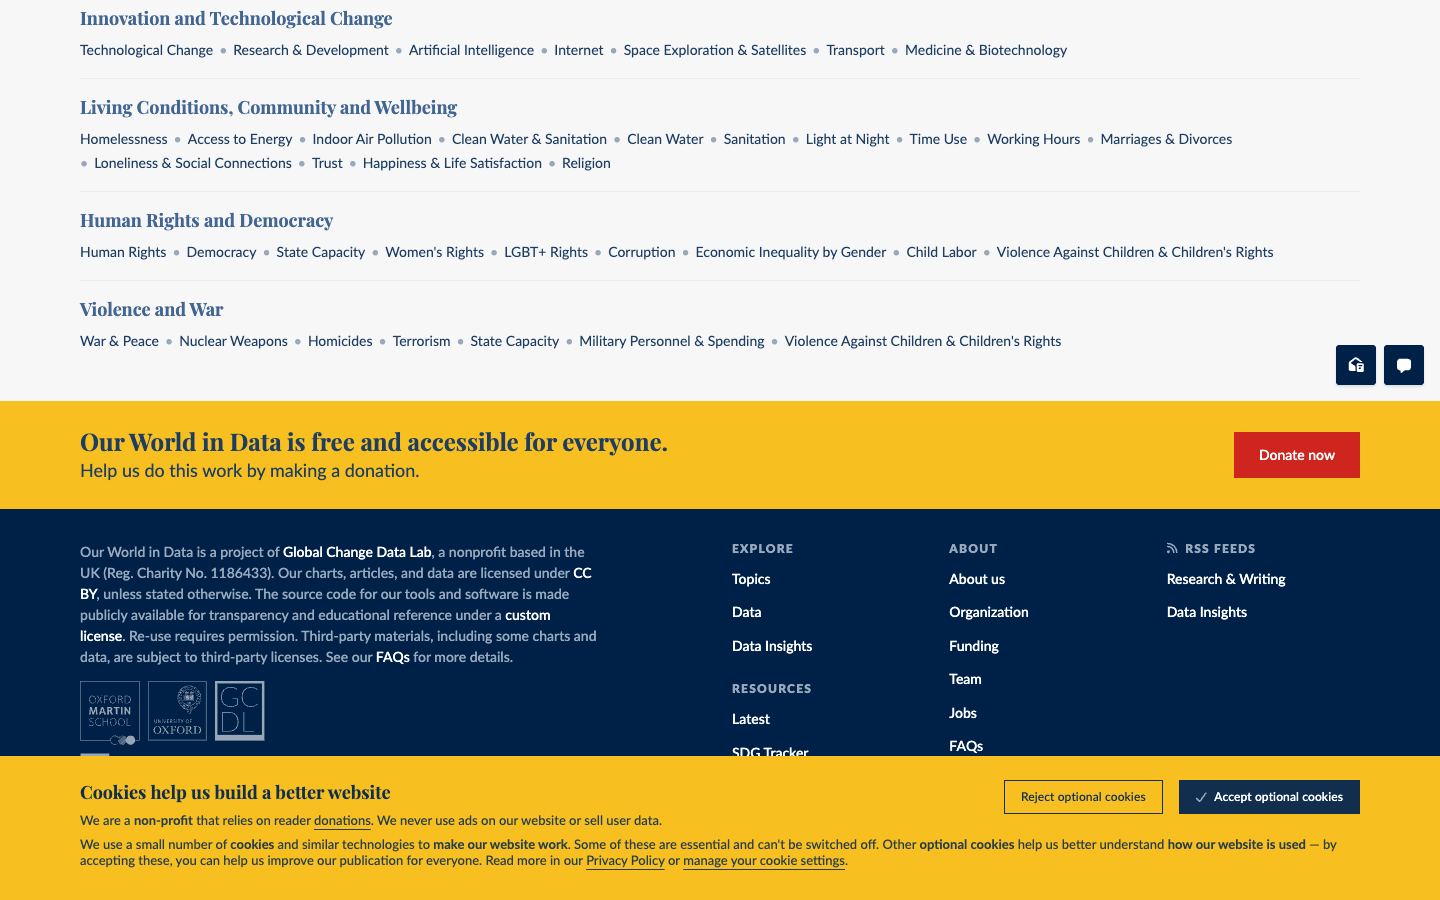 Innovation and Technological Change
Technological Change • Research & Development • Artificial Intelligence • Internet • Space Exploration & Satellites • Transport • Medicine & Biotechnology
Living Conditions, Community and Wellbeing
Homelessness • Access to Energy • Indoor Air Pollution • Clean Water & Sanitation • Clean Water • Sanitation • Light at Night • Time Use • Working Hours • Marriages & Divorces
• Loneliness & Social Connections • Trust • Happiness & Life Satisfaction • Religion
Human Rights and Democracy
Human Rights • Democracy • State Capacity • Women's Rights • LGBT+ Rights • Corruption • Economic Inequality by Gender • Child Labor • Violence Against Children & Children's Rights
Violence and War
War & Peace • Nuclear Weapons • Homicides • Terrorism • State Capacity • Military Personnel & Spending • Violence Against Children & Children's Rights
Our World in Data is free and accessible for everyone.
Help us do this work by making a donation.
Donate now
Our World in Data is a project of Global Change Data Lab, a nonprofit based in the
UK (Reg. Charity No. 1186433). Our charts, articles, and data are licensed under CC
BY, unless stated otherwise. The source code for our tools and software is made
publicly available for transparency and educational reference under a custom
license. Re-use requires permission. Third-party materials, including some charts and
data, are subject to third-party licenses. See our FAQs for more details.
OXFORD
MARTIN
SCHOOL
UNIVERSITY OF
OXFORD
GC
DL
EXPLORE
Topics
Data
Data Insights
RESOURCES
Latest
SDG Tracker
ABOUT
About us
Organization
Funding
Team
Jobs
FAQs
RSS FEEDS
Research & Writing
Data Insights
Cookies help us build a better website
We are a non-profit that relies on reader donations. We never use ads on our website or sell user data.
We use a small number of cookies and similar technologies to make our website work. Some of these are essential and can't be switched off. Other optional cookies help us better understand how our website is used — by
accepting these, you can help us improve our publication for everyone. Read more in our Privacy Policy or manage your cookie settings.
Reject optional cookies
Accept optional cookies